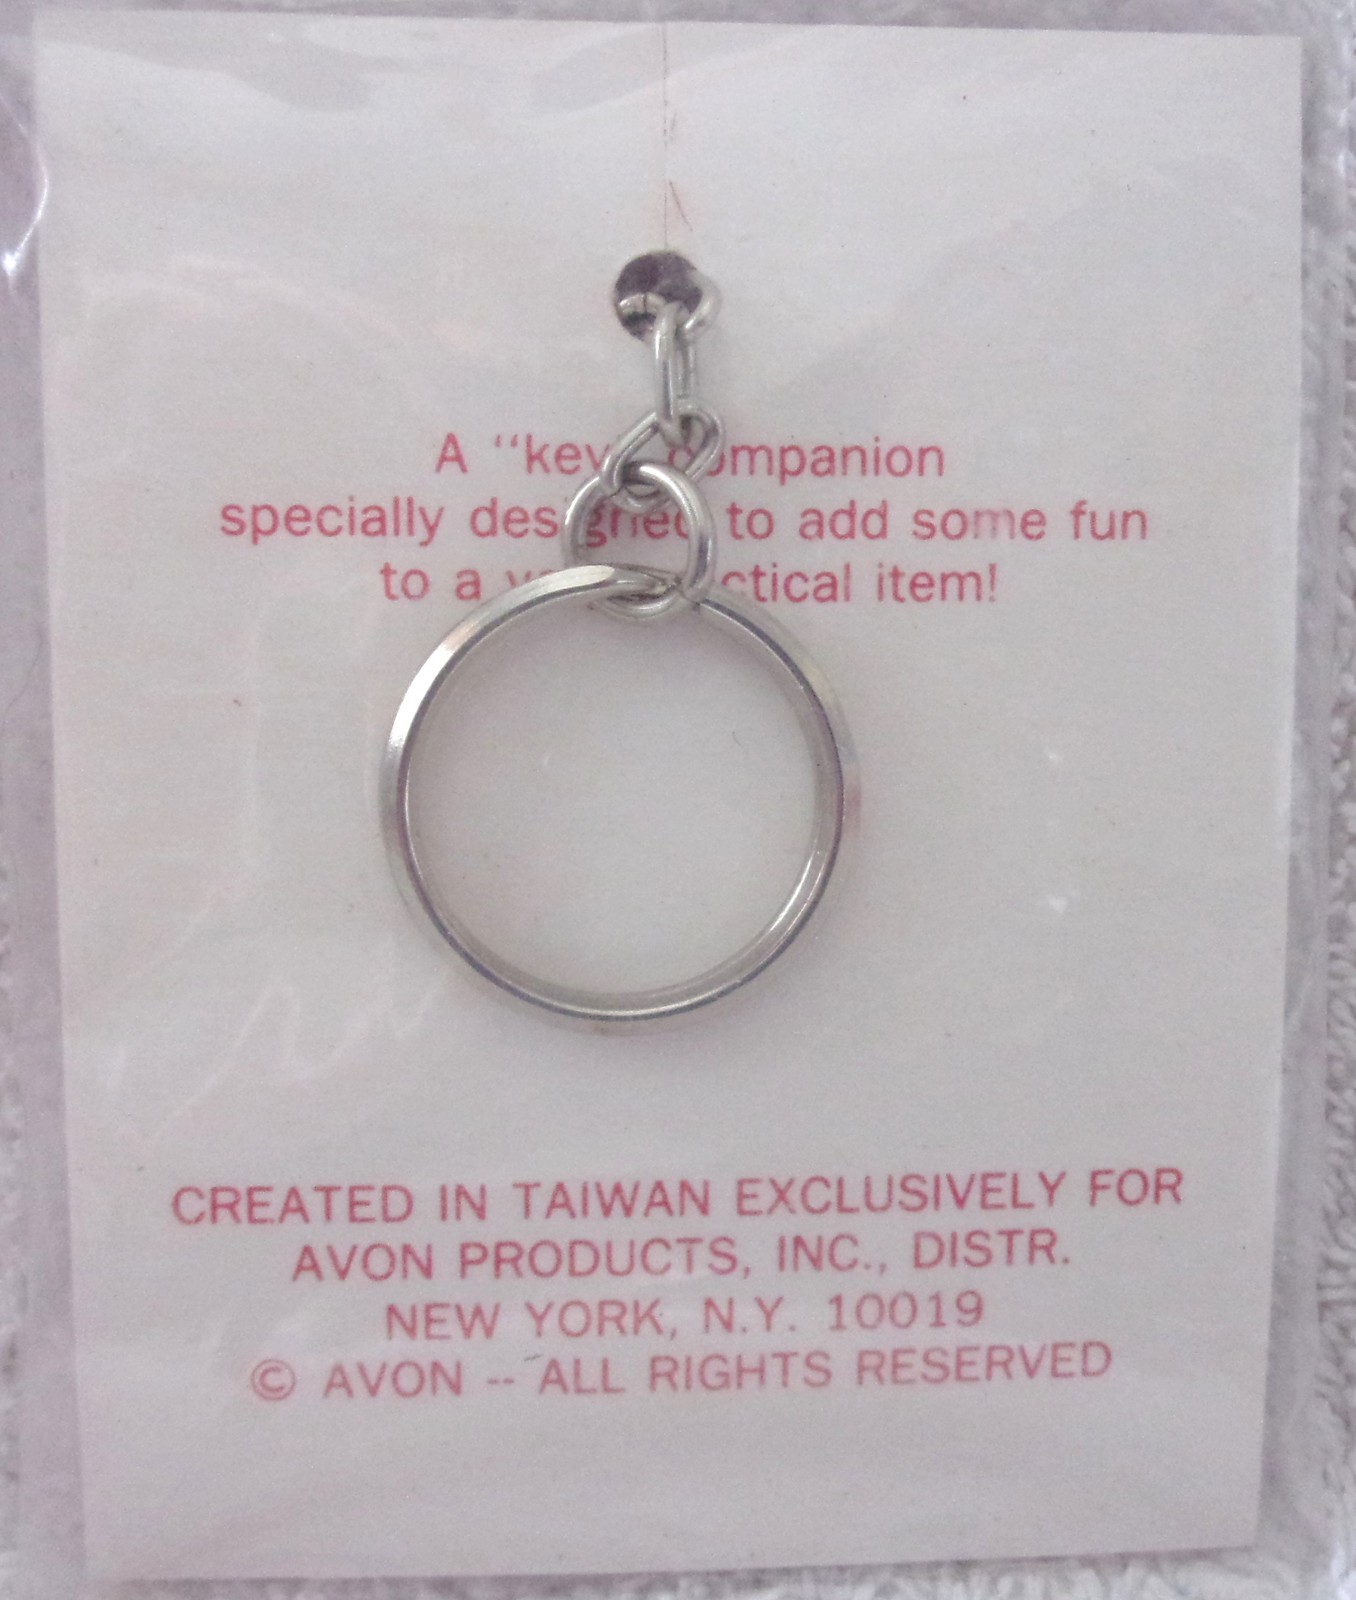 A "key" companion
specially designed to add some fun
to a practical item!
CREATED IN TAIWAN EXCLUSIVELY FOR
AVON PRODUCTS, INC., DISTR.
NEW YORK, N.Y. 10019
© AVON -- ALL RIGHTS RESERVED